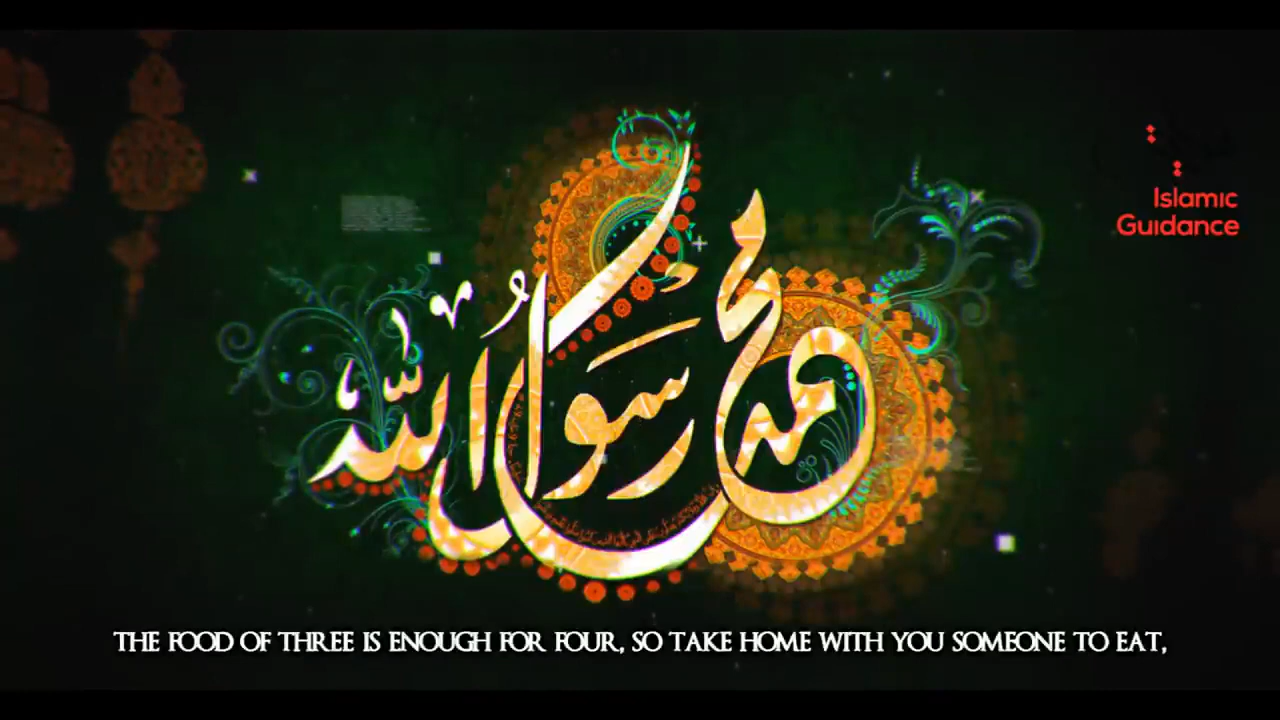 محمد رسول الله
Islamic
Guidance
THE FOOD OF THREE IS ENOUGH FOR FOUR, SO TAKE HOME WITH YOU SOMEONE TO EAT,